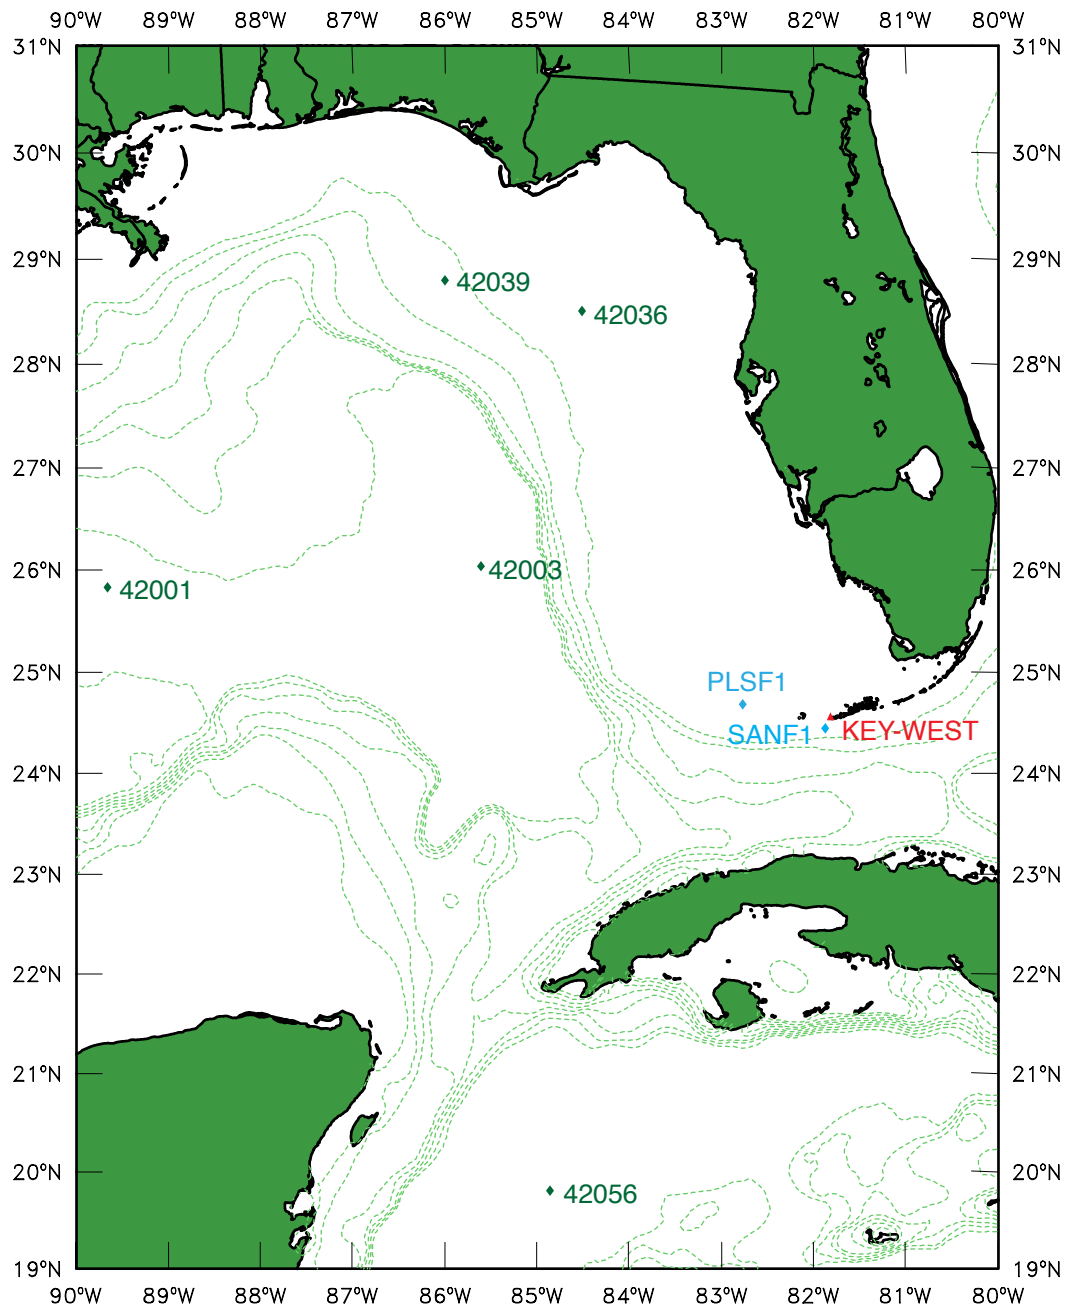 90°W 89°W 88°W 87°W 86°W 85°W 84°W 83°W 82°W 81°W 80°W
31°N 31°N
30°N 30°N
29°N 29°N
42039
42036
28°N 28°N
27°N 27°N
26°N 42003 26°N
42001
25°N 25°N
PLSF1
SANF1 KEY-WEST
24°N 24°N
23°N 23°N
22°N 22°N
21°N 21°N
20°N 20°N
42056
19°N 19°N
90°W 89°W 88°W 87°W 86°W 85°W 84°W 83°W 82°W 81°W 80°W